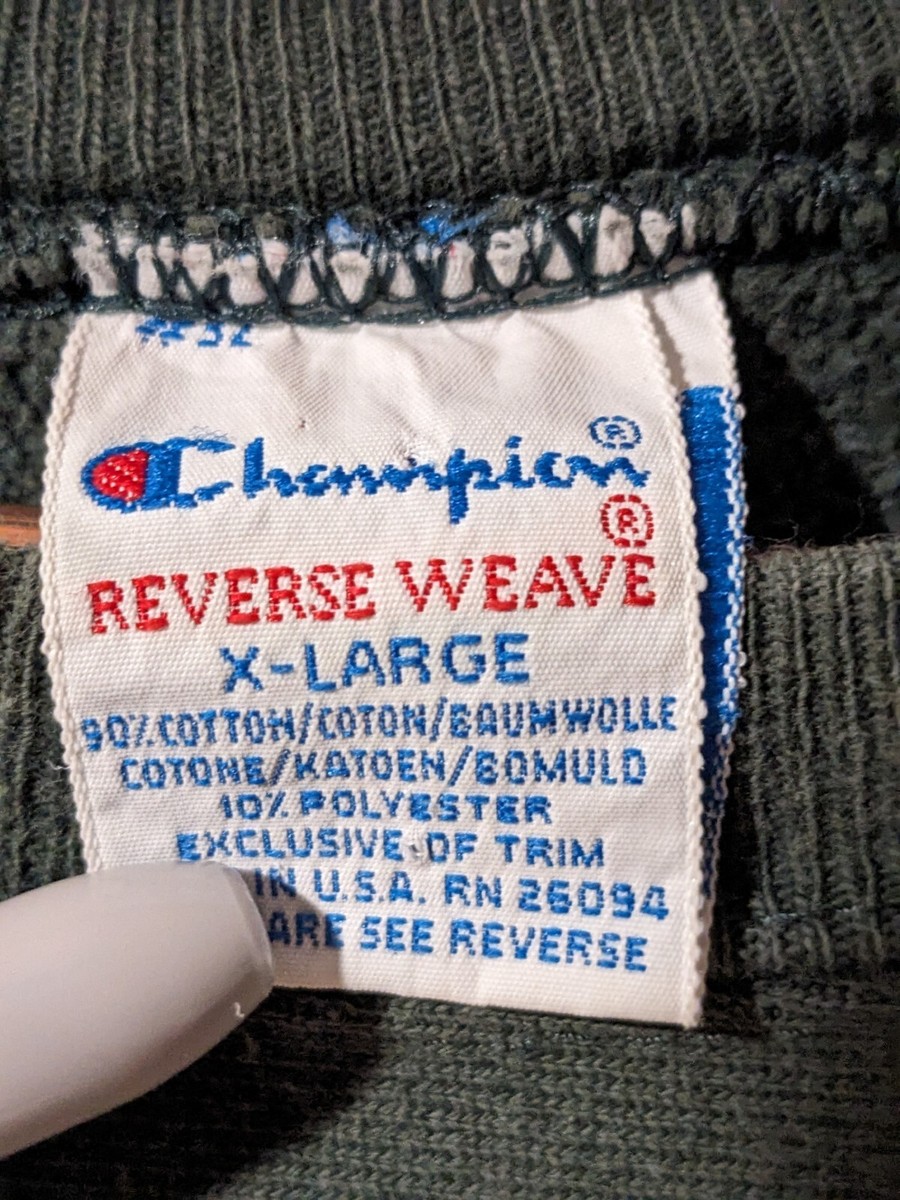 #32
Champion®
®
REVERSE WEAVE
X-LARGE
90% COTTON/COTON/BAUMWOLLE
COTONE/KATOEN/BOMULD
10% POLYESTER
EXCLUSIVE OF TRIM
IN U.S.A. RN 26094
ARE SEE REVERSE